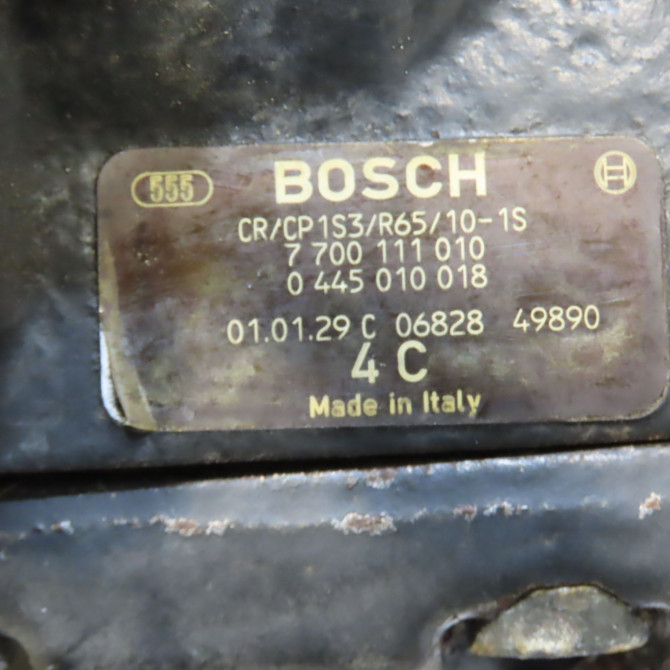 555 BOSCH
CR/CP1S3/R65/10-1S
7 700 111 010
0 445 010 018
01.01.29 C 06828 49890
4 C
Made in Italy